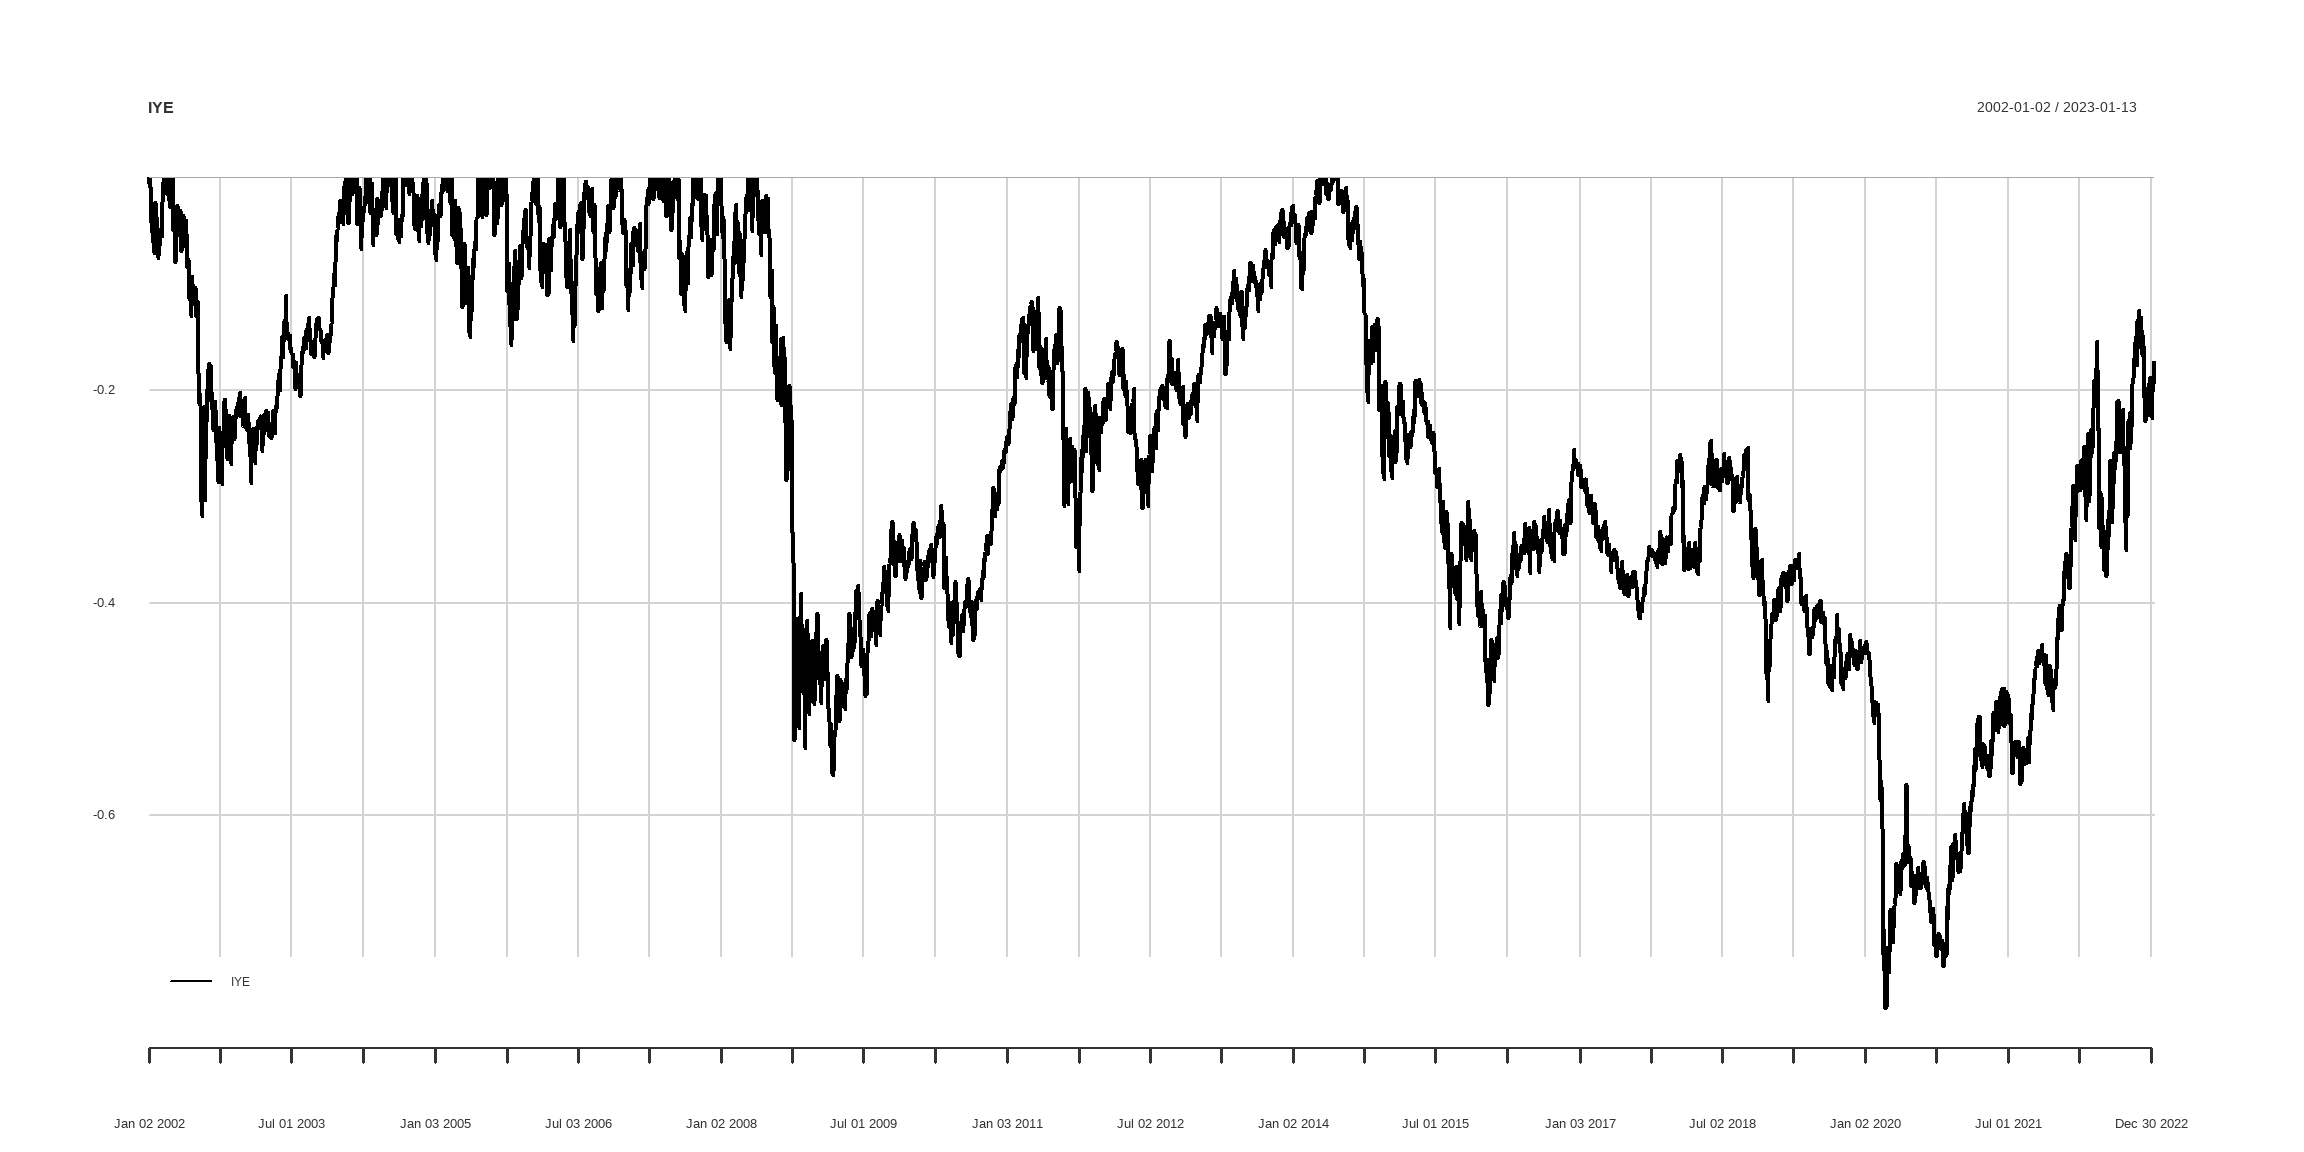 IYE
2002-01-02 / 2023-01-13
-0.2
-0.4
-0.6
IYE
Jan 02 2002
Jul 01 2003
Jan 03 2005
Jul 03 2006
Jan 02 2008
Jul 01 2009
Jan 03 2011
Jul 02 2012
Jan 02 2014
Jul 01 2015
Jan 03 2017
Jul 02 2018
Jan 02 2020
Jul 01 2021
Dec 30 2022